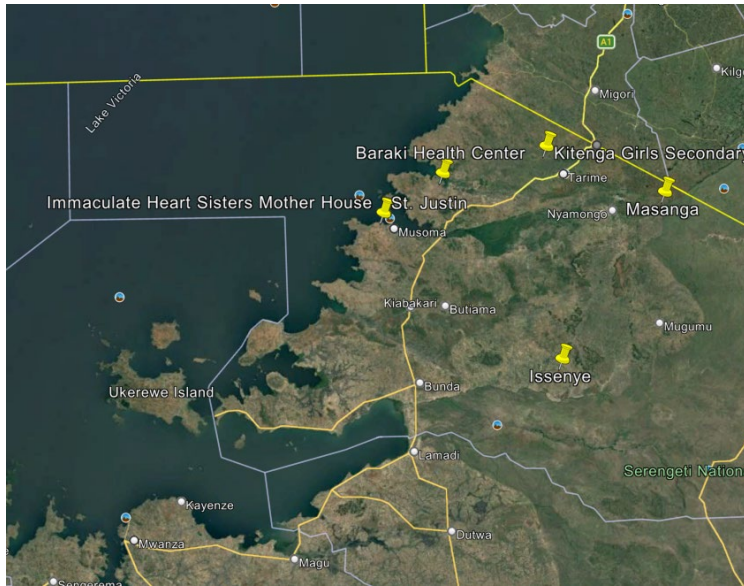 A1
Kilgo
Migori
Lake Victoria
Baraki Health Center
Kitenga Girls Secondary
Tarime
Immaculate Heart Sisters Mother House
St. Justin
Masanga
Nyamongo
Musoma
Kiabakari
Butiama
Mugumu
Issenye
Ukerewe Island
Bunda
Lamadi
Serengeti Nation
Kayenze
Mwanza
Dutwa
Magu
Sengerema